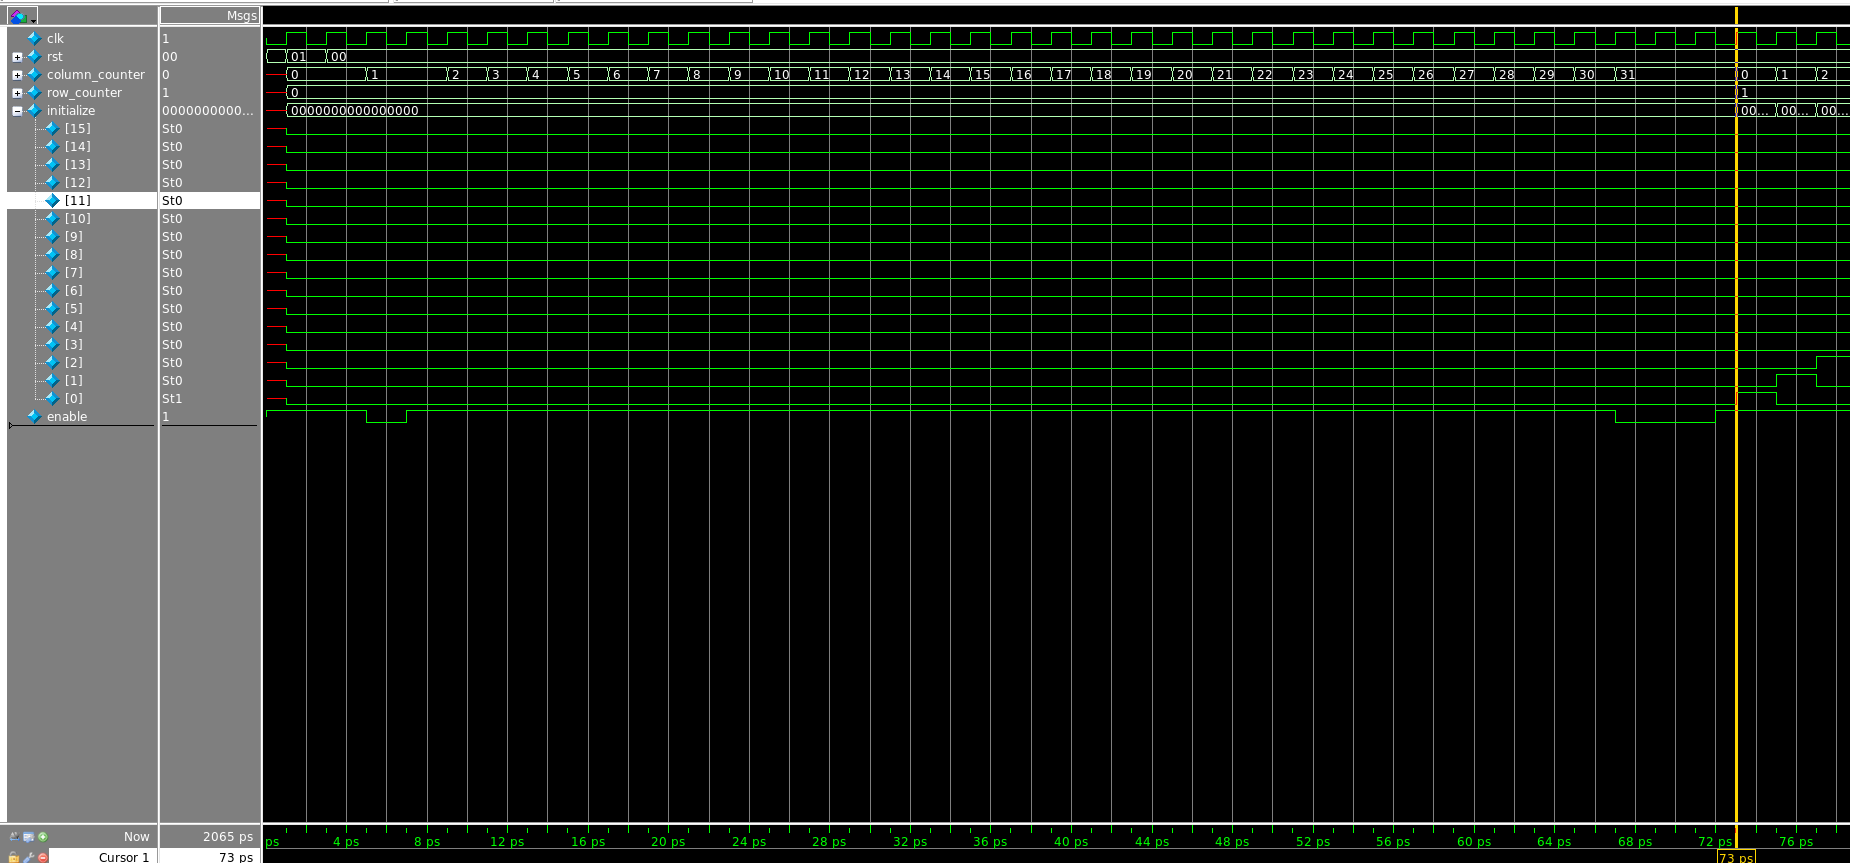 Msgs
clk 1
rst 00 01 00
column_counter 0 0 1 2 3 4 5 6 7 8 9 10 11 12 13 14 15 16 17 18 19 20 21 22 23 24 25 26 27 28 29 30 31 0 1 2
row_counter 1 0 1
initialize 0000000000... 0000000000000000 00... 00... 00...
[15] St0
[14] St0
[13] St0
[12] St0
[11] St0
[10] St0
[9] St0
[8] St0
[7] St0
[6] St0
[5] St0
[4] St0
[3] St0
[2] St0
[1] St0
[0] St1
enable 1
Now 2065 ps ps 4 ps 8 ps 12 ps 16 ps 20 ps 24 ps 28 ps 32 ps 36 ps 40 ps 44 ps 48 ps 52 ps 56 ps 60 ps 64 ps 68 ps 72 ps 76 ps
Cursor 1 73 ps 73 ps